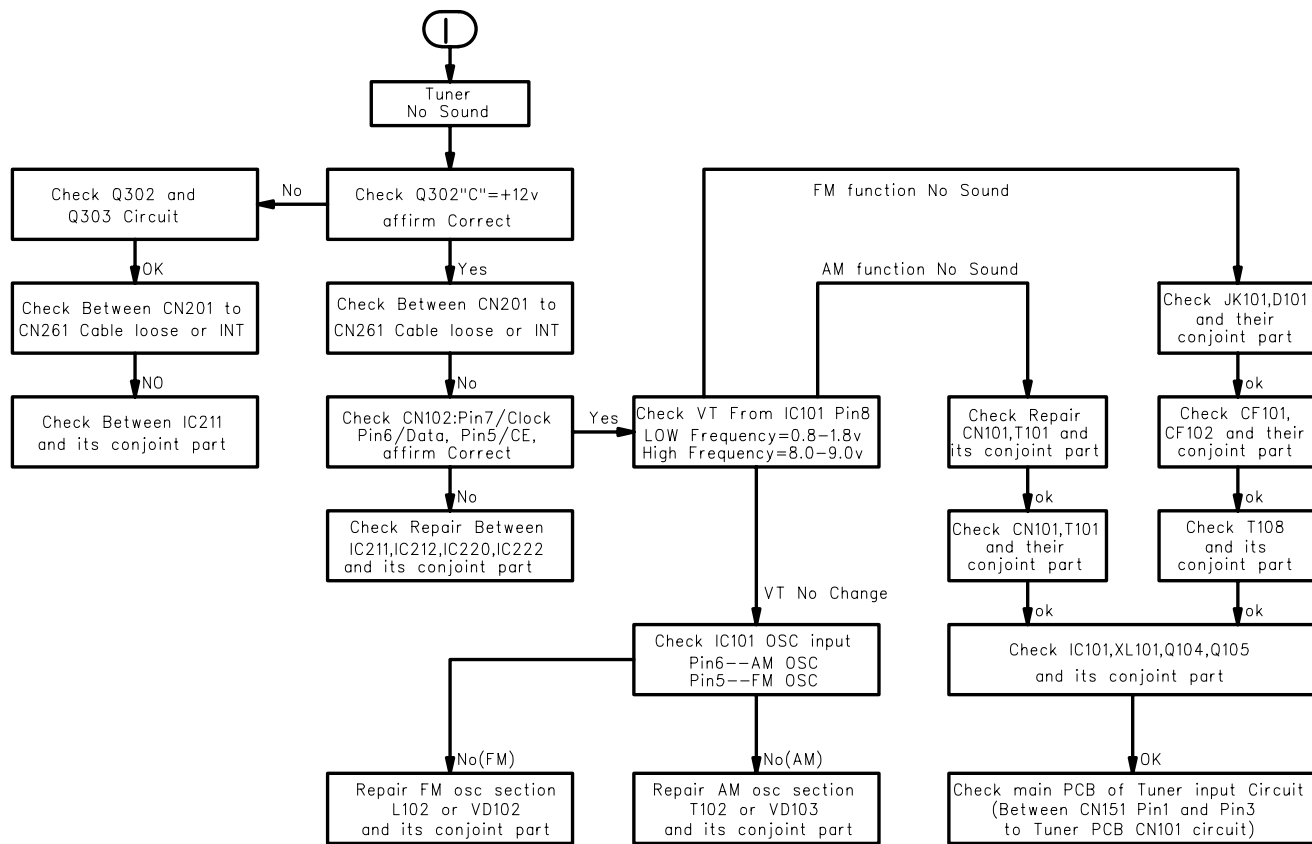 I
Tuner
No Sound
Check Q302"C"=+12v
affirm Correct
No
Check Q302 and
Q303 Circuit
OK
Check Between CN201 to
CN261 Cable loose or INT
NO
Check Between IC211
and its conjoint part
Yes
Check Between CN201 to
CN261 Cable loose or INT
No
Check CN102:Pin7/Clock
Pin6/Data, Pin5/CE,
affirm Correct
No
Check Repair Between
IC211,IC212,IC220,IC222
and its conjoint part
Yes
Check VT From IC101 Pin8
LOW Frequency=0.8-1.8v
High Frequency=8.0-9.0v
VT No Change
Check IC101 OSC input
Pin6--AM OSC
Pin5--FM OSC
No(FM)
Repair FM osc section
L102 or VD102
and its conjoint part
No(AM)
Repair AM osc section
T102 or VD103
and its conjoint part
AM function No Sound
Check Repair
CN101,T101 and
its conjoint part
ok
Check CN101,T101
and their
conjoint part
ok
FM function No Sound
Check JK101,D101
and their
conjoint part
ok
Check CF101,
CF102 and their
conjoint part
ok
Check T108
and its
conjoint part
ok
Check IC101,XL101,Q104,Q105
and its conjoint part
OK
Check main PCB of Tuner input Circuit
(Between CN151 Pin1 and Pin3
to Tuner PCB CN101 circuit)